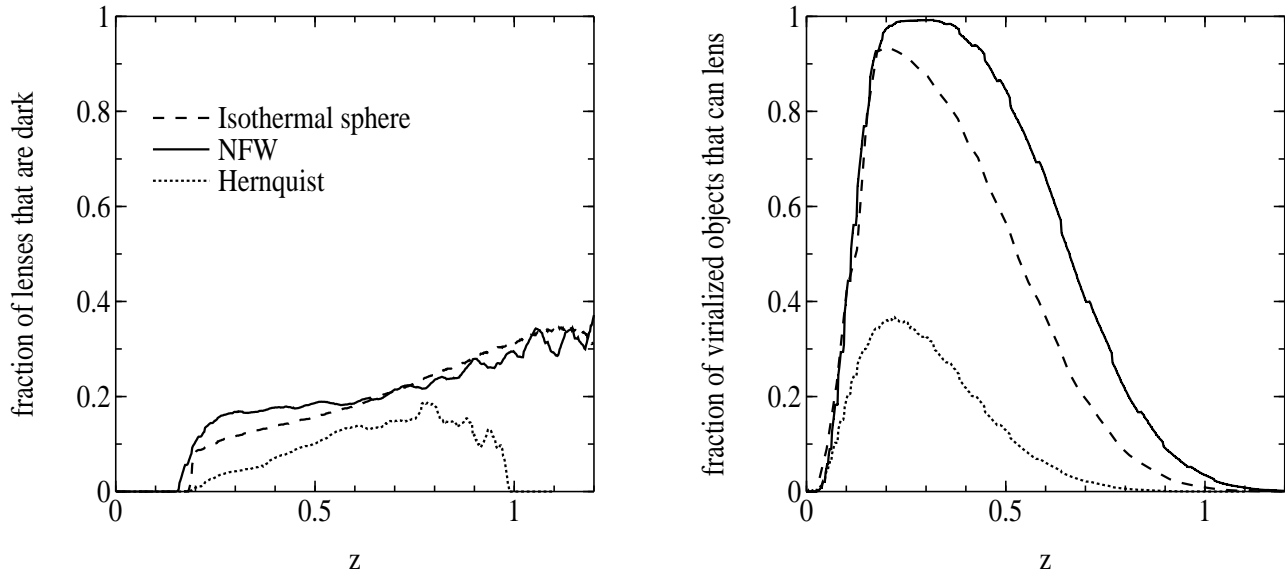 fraction of lenses that are dark
1
0.8
0.6
0.4
0.2
0
Isothermal sphere
NFW
Hernquist
0
0.5
1
z
fraction of virialized objects that can lens
1
0.8
0.6
0.4
0.2
0
0
0.5
1
z